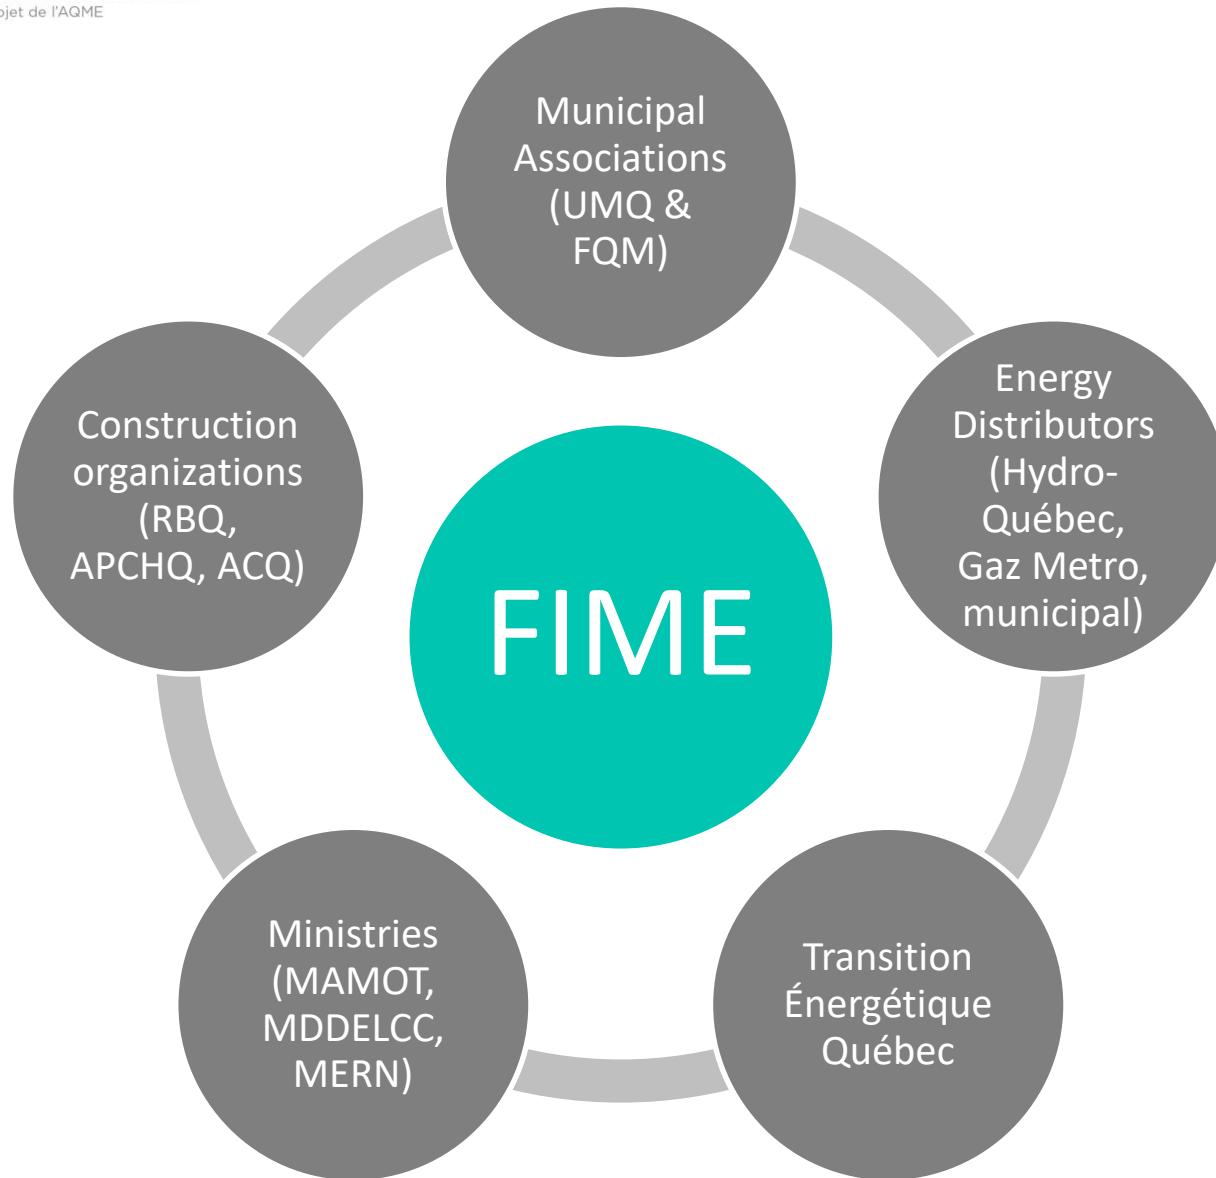 ojet de l'AQME
Municipal
Associations
(UMQ &
FQM)
Energy
Distributors
(Hydro-
Québec,
Gaz Metro,
municipal)
Construction
organizations
(RBQ,
APCHQ, ACQ)
FIME
Ministries
(MAMOT,
MDDELCC,
MERN)
Transition
Énergétique
Québec